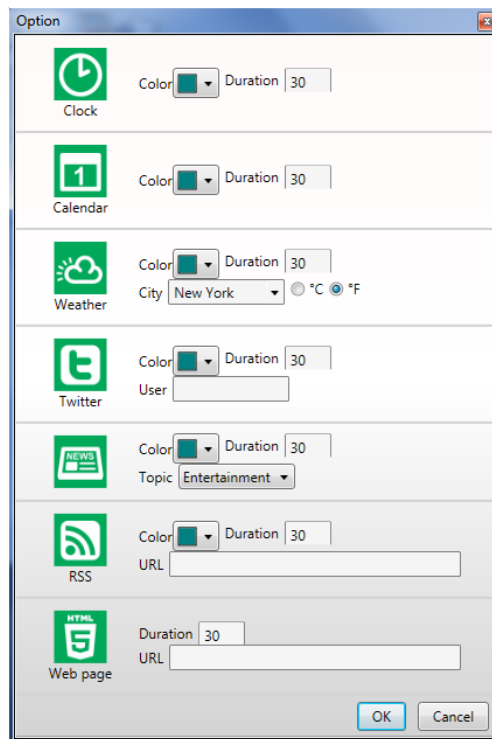 Option
Color Duration 30
Clock
1
Color Duration 30
Calendar
Color Duration 30
City New York °C °F
Weather
Color Duration 30
User
Twitter
NEWS
Color Duration 30
Topic Entertainment
Color Duration 30
URL
RSS
HTML
5
Duration 30
URL
Web page
OK Cancel